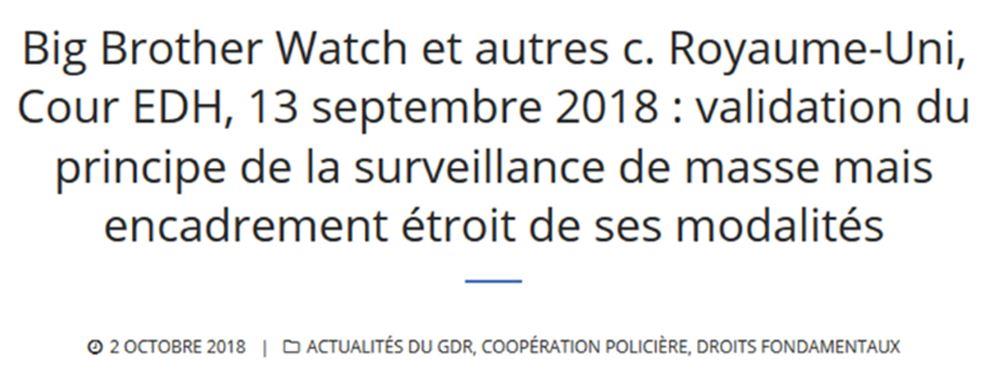 Big Brother Watch et autres c. Royaume-Uni,
Cour EDH, 13 septembre 2018 : validation du
principe de la surveillance de masse mais
encadrement étroit de ses modalités
2 OCTOBRE 2018 | ACTUALITÉS DU GDR, COOPÉRATION POLICIÈRE, DROITS FONDAMENTAUX